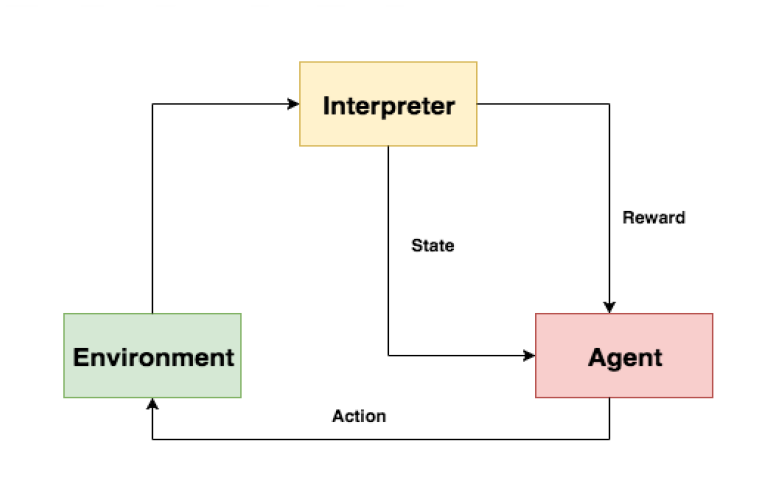 Interpreter
Reward
State
Environment
Agent
Action